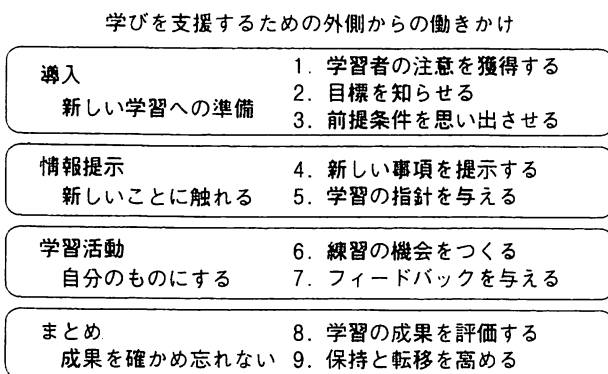 学びを支援するための外側からの働きかけ
導入
新しい学習への準備
1. 学習者の注意を獲得する
2. 目標を知らせる
3. 前提条件を思い出させる
情報提示
新しいことに触れる
4. 新しい事項を提示する
5. 学習の指針を与える
学習活動
自分のものにする
6. 練習の機会をつくる
7. フィードバックを与える
まとめ
成果を確かめ忘れない
8. 学習の成果を評価する
9. 保持と転移を高める